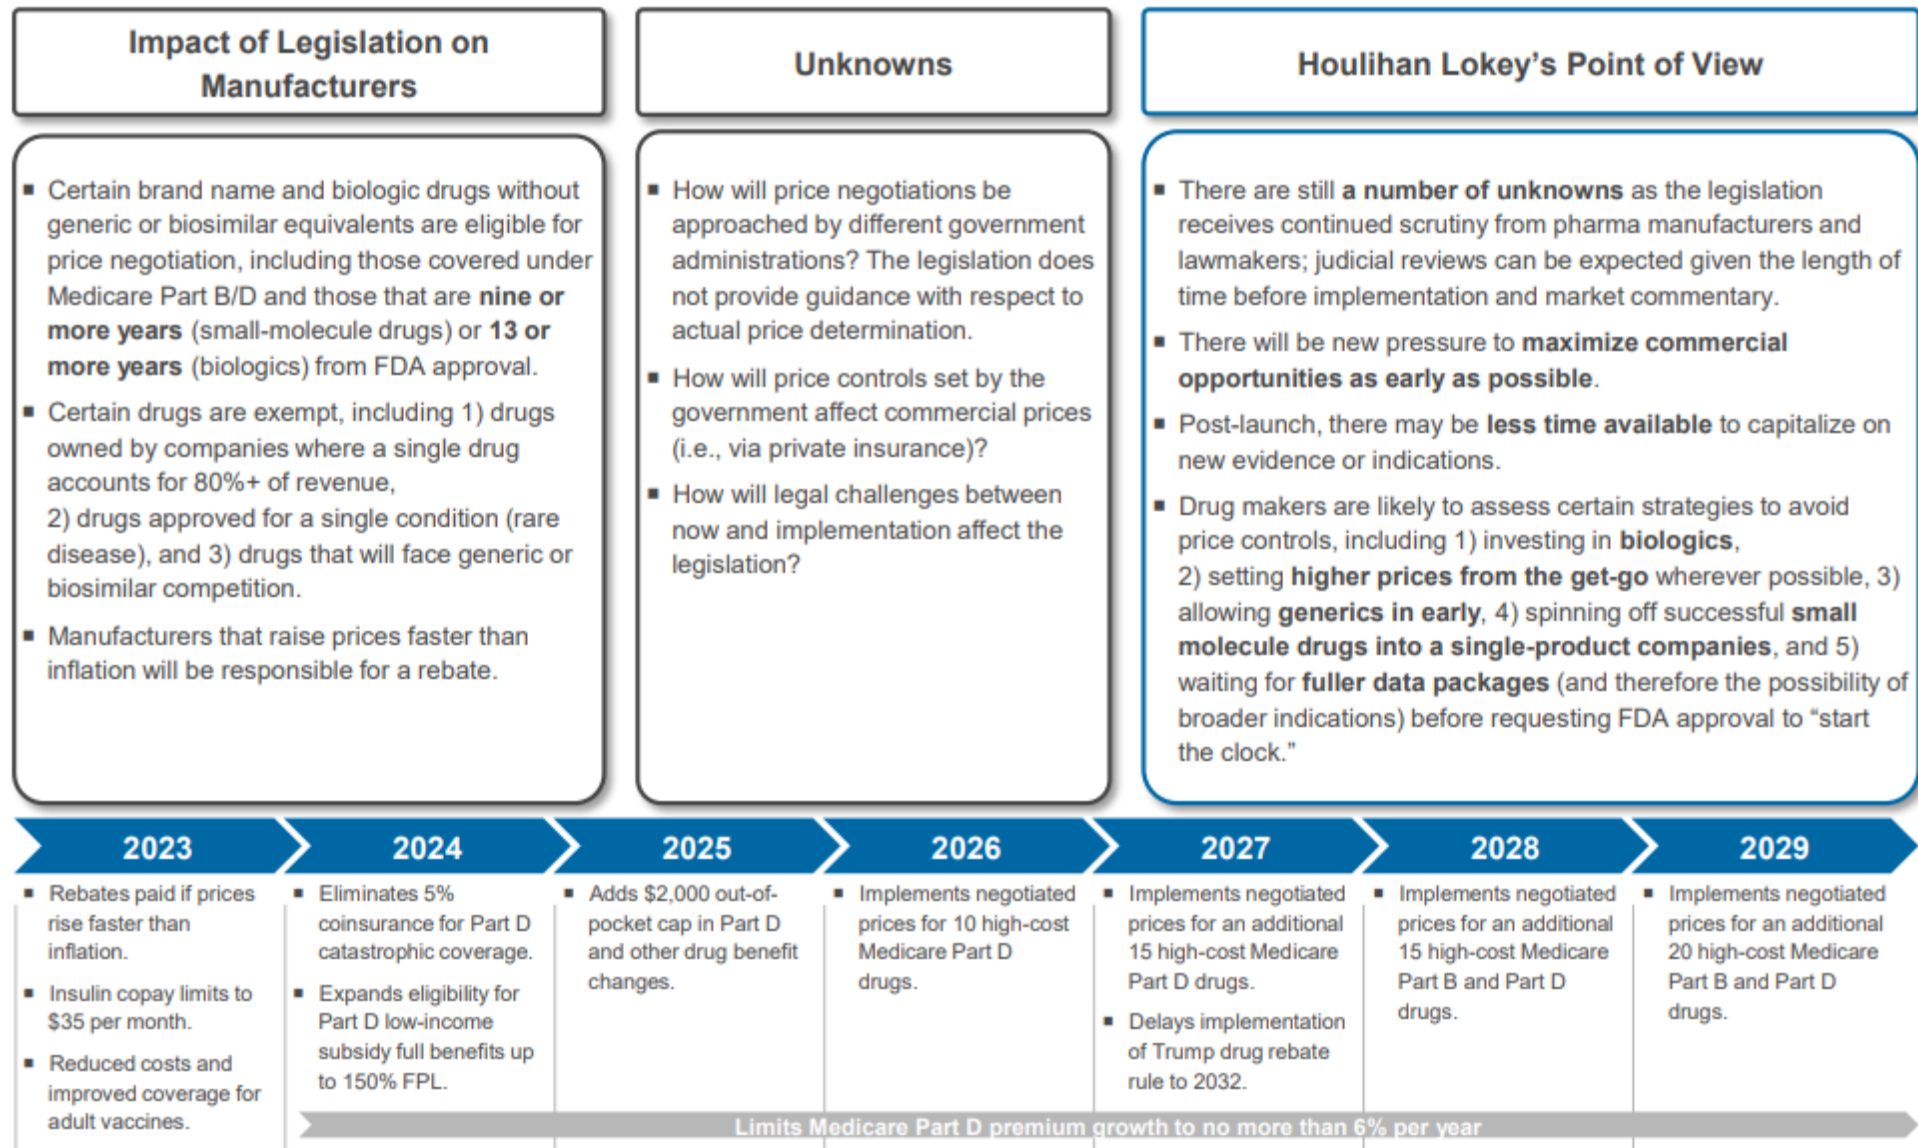 Impact of Legislation on
Manufacturers
▪ Certain brand name and biologic drugs without
generic or biosimilar equivalents are eligible for
price negotiation, including those covered under
Medicare Part B/D and those that are nine or
more years (small-molecule drugs) or 13 or
more years (biologics) from FDA approval.
▪ Certain drugs are exempt, including 1) drugs
owned by companies where a single drug
accounts for 80%+ of revenue,
2) drugs approved for a single condition (rare
disease), and 3) drugs that will face generic or
biosimilar competition.
▪ Manufacturers that raise prices faster than
inflation will be responsible for a rebate.
Unknowns
▪ How will price negotiations be
approached by different government
administrations? The legislation does
not provide guidance with respect to
actual price determination.
▪ How will price controls set by the
government affect commercial prices
(i.e., via private insurance)?
▪ How will legal challenges between
now and implementation affect the
legislation?
Houlihan Lokey's Point of View
▪ There are still a number of unknowns as the legislation
receives continued scrutiny from pharma manufacturers and
lawmakers; judicial reviews can be expected given the length of
time before implementation and market commentary.
▪ There will be new pressure to maximize commercial
opportunities as early as possible.
▪ Post-launch, there may be less time available to capitalize on
new evidence or indications.
▪ Drug makers are likely to assess certain strategies to avoid
price controls, including 1) investing in biologics,
2) setting higher prices from the get-go wherever possible, 3)
allowing generics in early, 4) spinning off successful small
molecule drugs into a single-product companies, and 5)
waiting for fuller data packages (and therefore the possibility of
broader indications) before requesting FDA approval to “start
the clock.”
2023
▪ Rebates paid if prices
rise faster than
inflation.
▪ Insulin copay limits to
$35 per month.
▪ Reduced costs and
improved coverage for
adult vaccines.
2024
▪ Eliminates 5%
coinsurance for Part D
catastrophic coverage.
▪ Expands eligibility for
Part D low-income
subsidy full benefits up
to 150% FPL.
2025
▪ Adds $2,000 out-of-
pocket cap in Part D
and other drug benefit
changes.
2026
▪ Implements negotiated
prices for 10 high-cost
Medicare Part D
drugs.
2027
▪ Implements negotiated
prices for an additional
15 high-cost Medicare
Part D drugs.
▪ Delays implementation
of Trump drug rebate
rule to 2032.
2028
▪ Implements negotiated
prices for an additional
15 high-cost Medicare
Part B and Part D
drugs.
2029
▪ Implements negotiated
prices for an additional
20 high-cost Medicare
Part B and Part D
drugs.
Limits Medicare Part D premium growth to no more than 6% per year